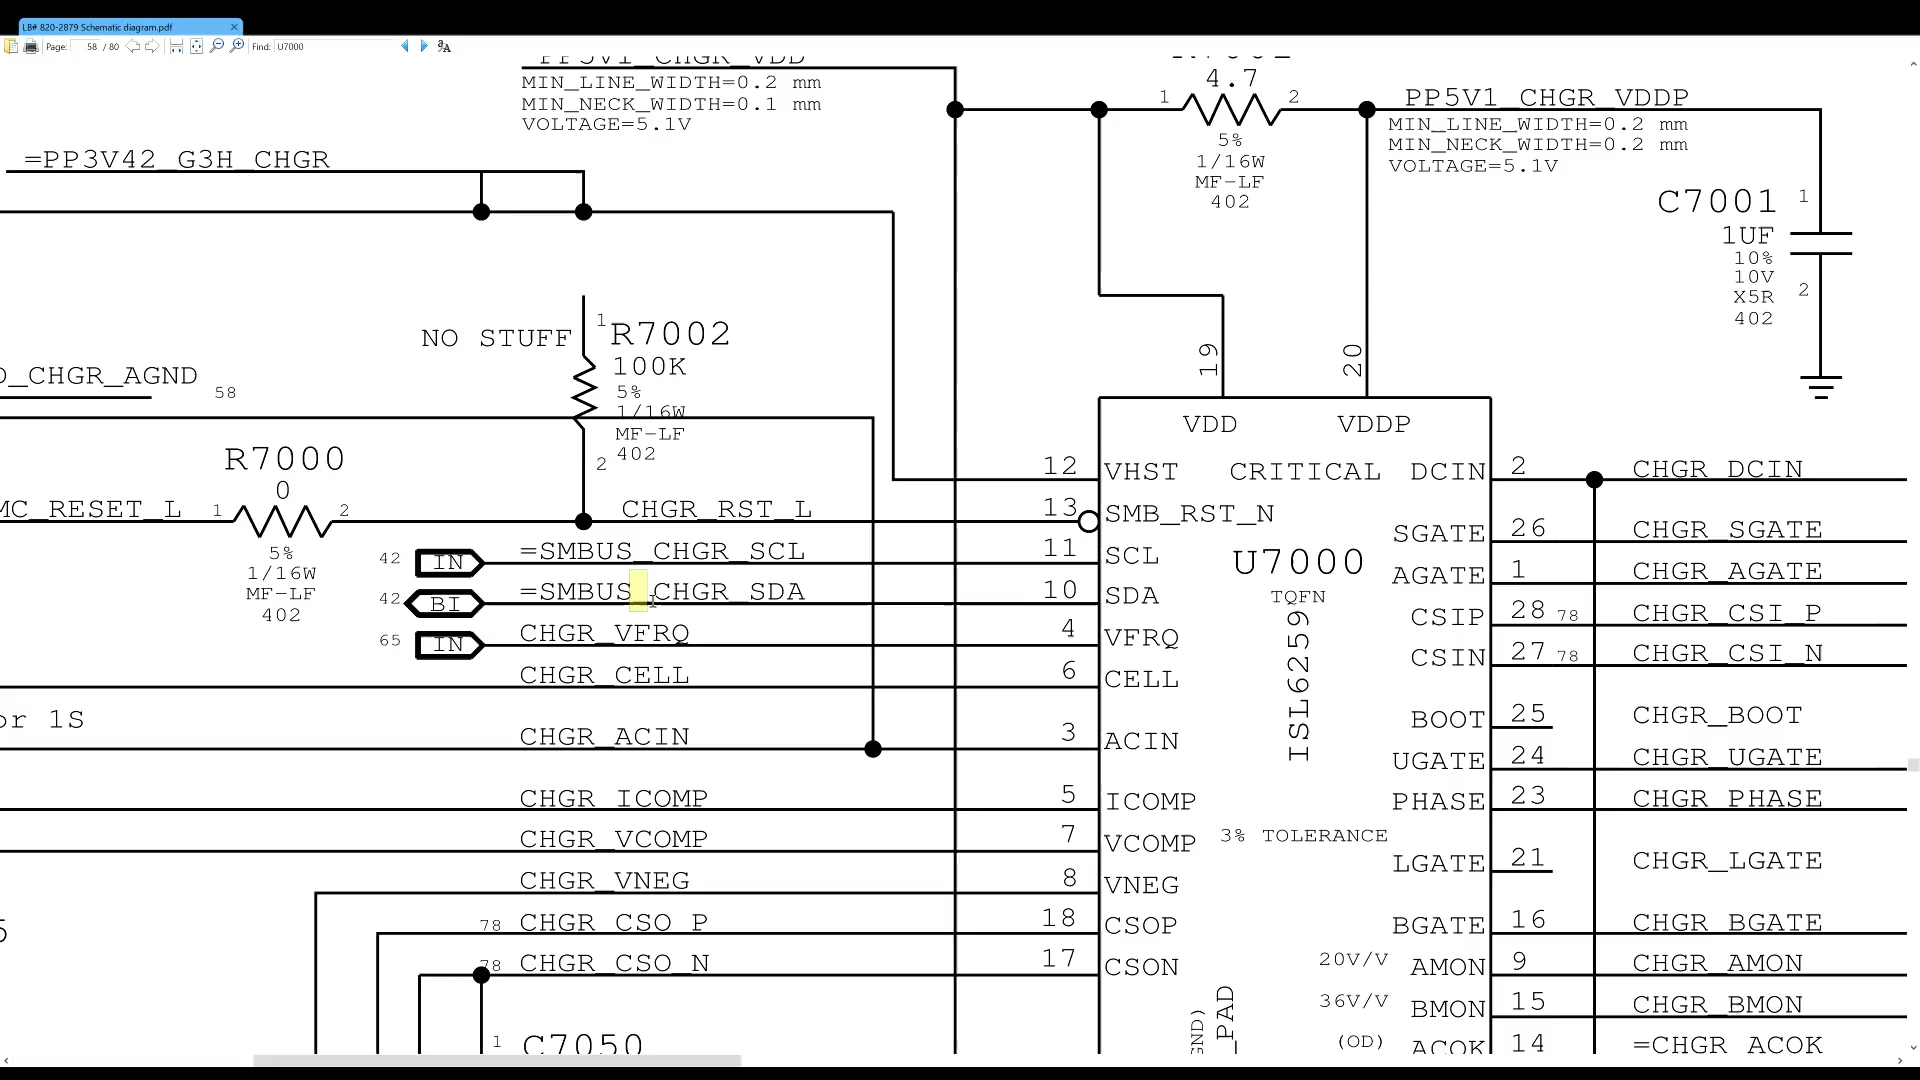 LB# 820-2879 Schematic diagram.pdf
Page: 58 / 80 Find: U7000
PP5V1_CHGR_VDD
MIN_LINE_WIDTH=0.2 mm
MIN_NECK_WIDTH=0.1 mm
VOLTAGE=5.1V
4.7
1 2
5%
1/16W
MF-LF
402
PP5V1_CHGR_VDDP
MIN_LINE_WIDTH=0.2 mm
MIN_NECK_WIDTH=0.2 mm
VOLTAGE=5.1V
=PP3V42_G3H_CHGR
C7001 1
1UF
10%
10V
X5R
402
2
NO STUFF
1 R7002
100K
5%
1/16W
MF-LF
402
2
_CHGR_AGND 58
R7000
0
MC_RESET_L 1 2
5%
1/16W
MF-LF
402
19 20
VDD VDDP
12 VHST
CHGR_RST_L 13 SMB_RST_N
42 IN =SMBUS_CHGR_SCL 11 SCL
42 BI =SMBUS_CHGR_SDA 10 SDA
65 IN CHGR_VFRQ 4 VFRQ
CHGR_CELL 6 CELL
or 1S
CHGR_ACIN 3 ACIN
CHGR_ICOMP 5 ICOMP
CHGR_VCOMP 7 VCOMP
CHGR_VNEG 8 VNEG
78 CHGR_CSO_P 18 CSOP
78 CHGR_CSO_N 17 CSON
1 C7050
CRITICAL
U7000
TQFN
ISL6259
3% TOLERANCE
20V/V
36V/V
(OD)
GND)
_PAD
DCIN 2 CHGR_DCIN
SGATE 26 CHGR_SGATE
AGATE 1 CHGR_AGATE
CSIP 28 78 CHGR_CSI_P
CSIN 27 78 CHGR_CSI_N
BOOT 25 CHGR_BOOT
UGATE 24 CHGR_UGATE
PHASE 23 CHGR_PHASE
LGATE 21 CHGR_LGATE
BGATE 16 CHGR_BGATE
AMON 9 CHGR_AMON
BMON 15 CHGR_BMON
ACOK 14 =CHGR_ACOK